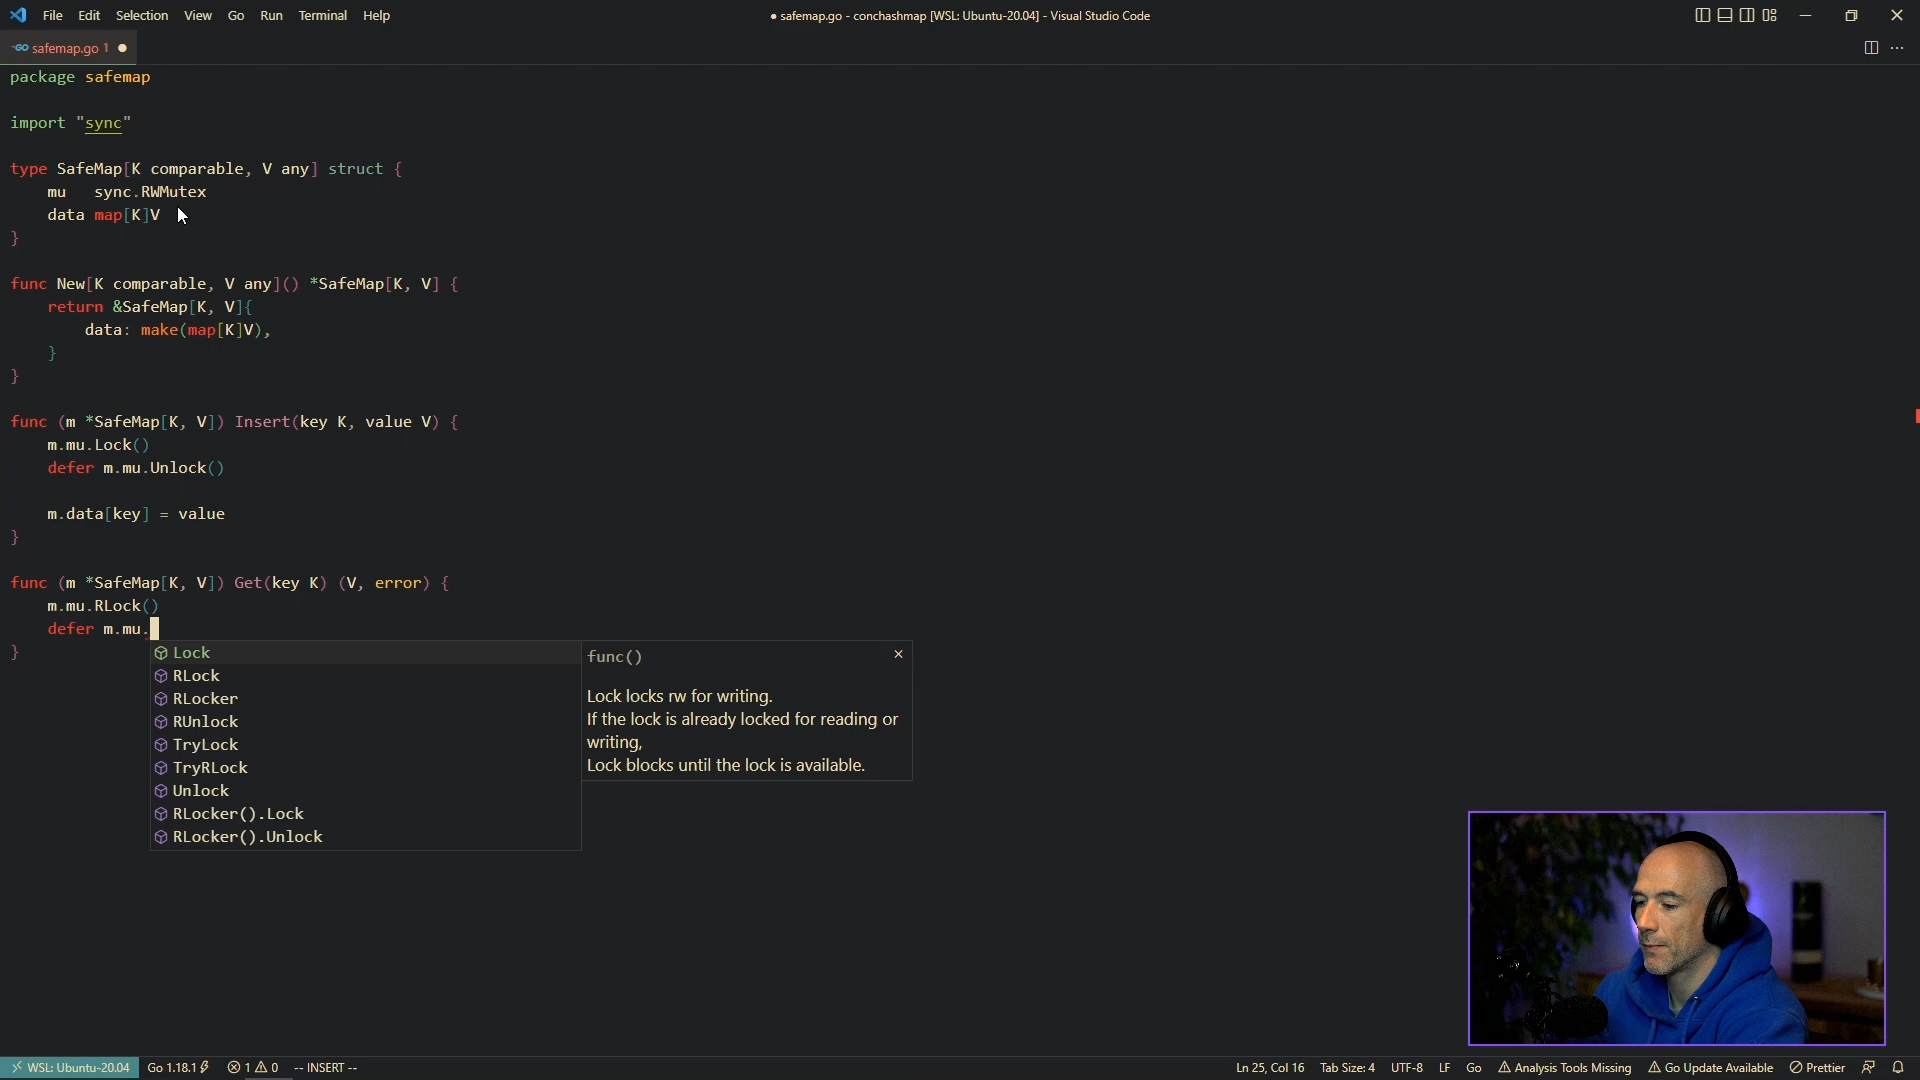 File Edit Selection View Go Run Terminal Help
● safemap.go - conchashmap [WSL: Ubuntu-20.04] - Visual Studio Code
GO safemap.go 1 ●
package safemap
import "sync"
type SafeMap[K comparable, V any] struct {
mu sync.RWMutex
data map[K]V
}
func New[K comparable, V any]() *SafeMap[K, V] {
return &SafeMap[K, V]{
data: make(map[K]V),
}
}
func (m *SafeMap[K, V]) Insert(key K, value V) {
m.mu.Lock()
defer m.mu.Unlock()
m.data[key] = value
}
func (m *SafeMap[K, V]) Get(key K) (V, error) {
m.mu.RLock()
defer m.mu.
}
Lock
RLock
RLocker
RUnlock
TryLock
TryRLock
Unlock
RLocker().Lock
RLocker().Unlock
func()
Lock locks rw for writing.
If the lock is already locked for reading or
writing,
Lock blocks until the lock is available.
WSL: Ubuntu-20.04 Go 1.18.1 1 0 -- INSERT -- Ln 25, Col 16 Tab Size: 4 UTF-8 LF Go Analysis Tools Missing Go Update Available Prettier